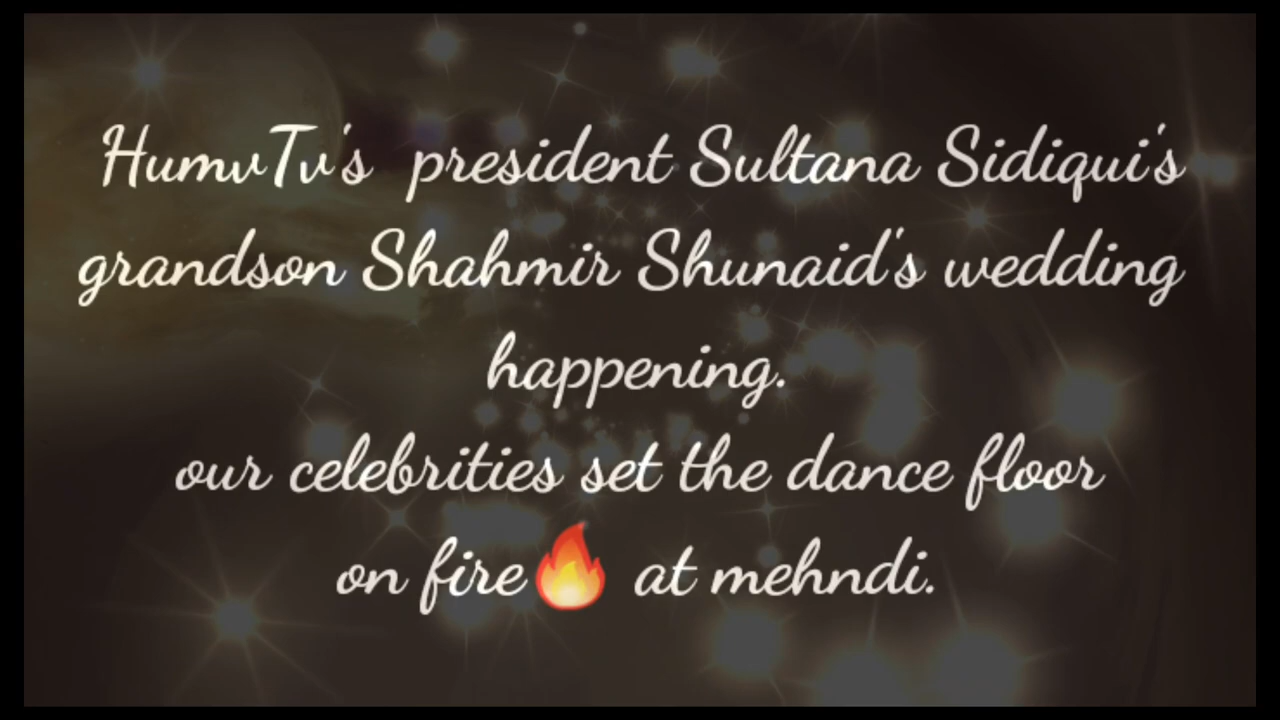 HumvTv's president Sultana Sidiqui's
grandson Shahmir Shunaid's wedding
happening.
our celebrities set the dance floor
on fire🔥 at mehndi.